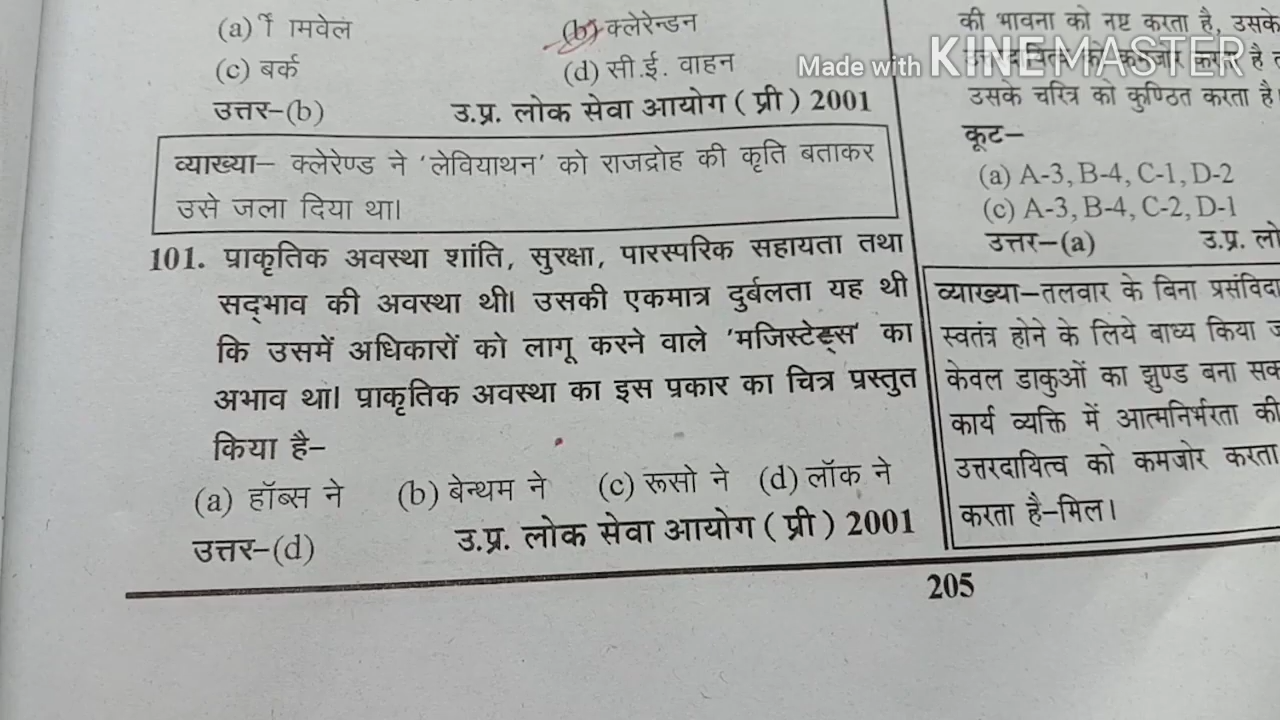 (b) क्लेरेन्डन
(c) बर्क
(d) सी.ई. वाहन
उत्तर-(b)
उ.प्र. लोक सेवा आयोग ( प्री ) 2001
व्याख्या– क्लेरेण्ड ने 'लेवियाथन' को राजद्रोह की कृति बताकर
उसे जला दिया था।
101. प्राकृतिक अवस्था शांति, सुरक्षा, पारस्परिक सहायता तथा
सद्भाव की अवस्था थी। उसकी एकमात्र दुर्बलता यह थी
कि उसमें अधिकारों को लागू करने वाले 'मजिस्टेड्स' का
अभाव था। प्राकृतिक अवस्था का इस प्रकार का चित्र प्रस्तुत
किया है–
(a) हॉब्स ने (b) बेन्थम ने (c) रूसो ने (d) लॉक ने
उत्तर-(d)
उ.प्र. लोक सेवा आयोग ( प्री ) 2001
की भावना को नष्ट करता है, उसके
Made with KINEMASTER
उसके चरित्र को कुण्ठित करता है।
कूट–
(a) A-3, B-4, C-1, D-2
(c) A-3, B-4, C-2, D-1
उत्तर-(a)
उ.प्र. लो
व्याख्या–तलवार के बिना प्रसंविदा
स्वतंत्र होने के लिये बाध्य किया
केवल डाकुओं का झुण्ड बना
कार्य व्यक्ति में आत्मनिर्भरता की
उत्तरदायित्व को कमजोर करता
करता है–मिल।
205